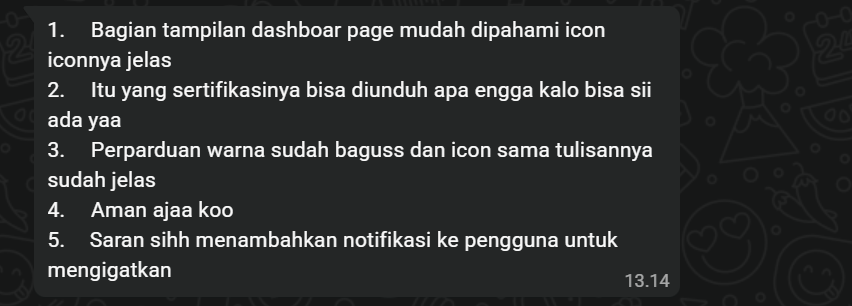 1. Bagian tampilan dashboar page mudah dipahami icon
iconnya jelas
2. Itu yang sertifikasinya bisa diunduh apa engga kalo bisa sii
ada yaa
3. Perparduan warna sudah baguss dan icon sama tulisannya
sudah jelas
4. Aman ajaa koo
5. Saran sihh menambahkan notifikasi ke pengguna untuk
mengigatkan
13.14